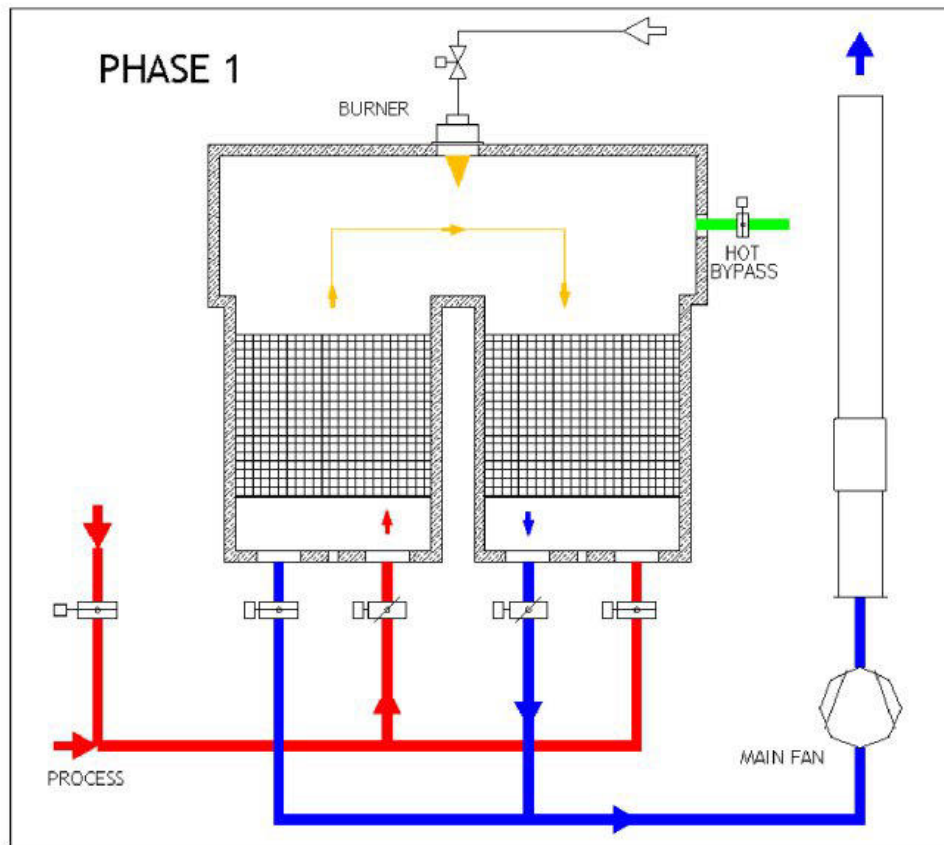 PHASE 1
BURNER
HOT
BYPASS
MAIN FAN
PROCESS